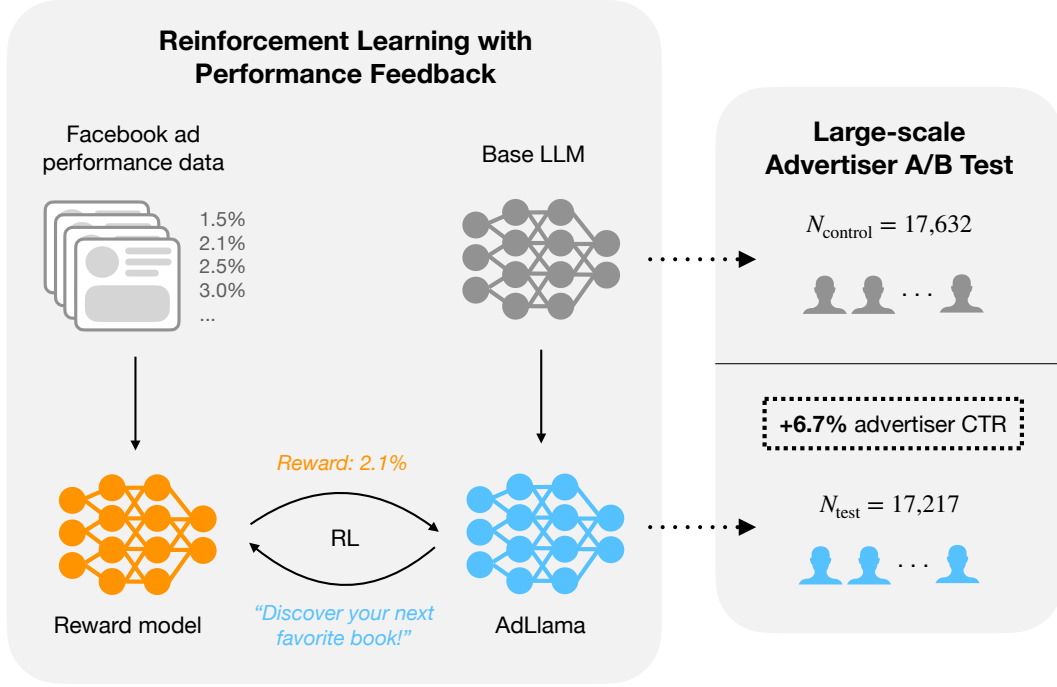 Reinforcement Learning with
Performance Feedback
Facebook ad
performance data
1.5%
2.1%
2.5%
3.0%
...
Base LLM
Reward: 2.1%
RL
“Discover your next
favorite book!”
Reward model
AdLlama
Large-scale
Advertiser A/B Test
N_control = 17,632
. . .
+6.7% advertiser CTR
N_test = 17,217
. . .